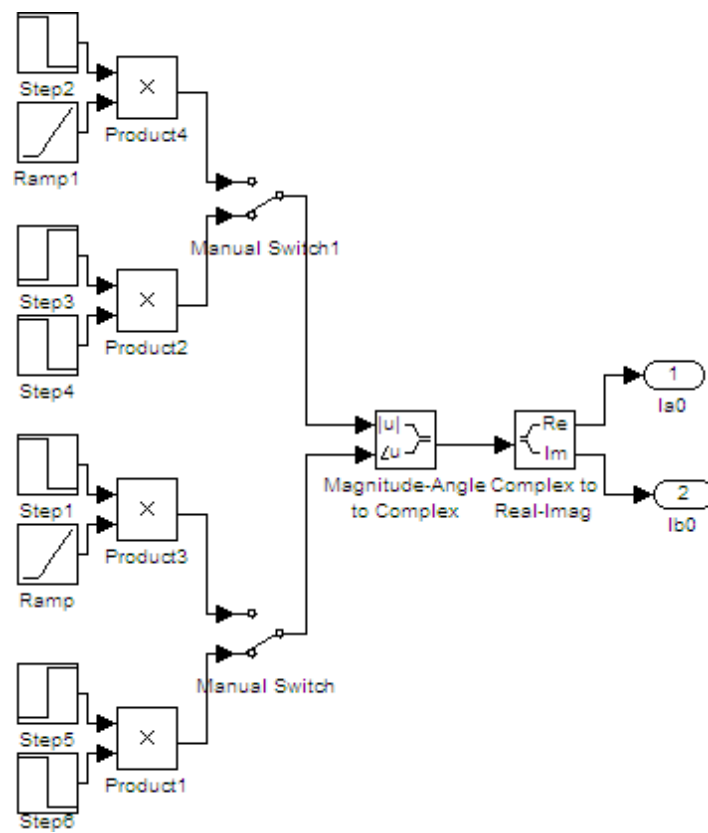 Step2
×
Product4
Ramp1
Manual Switch1
Step3
×
Product2
Step4
1
Ia0
|u|
∠u
Re
Im
Magnitude-Angle
to Complex
Complex to
Real-Imag
2
Ib0
Step1
×
Product3
Ramp
Manual Switch
Step5
×
Product1
Step6